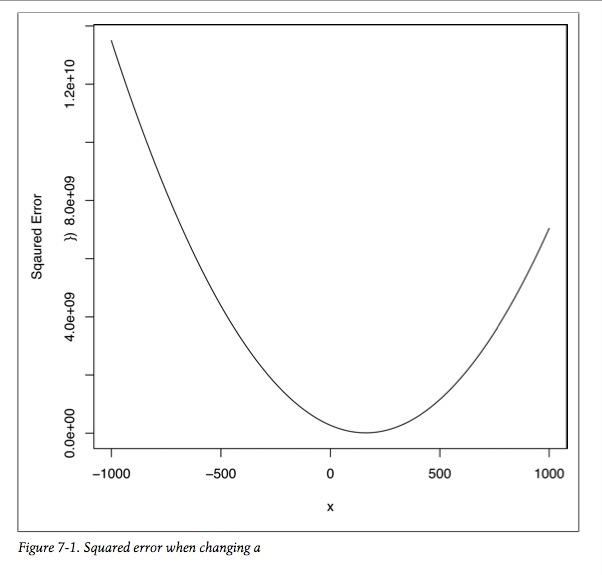 1.2e+10
8.0e+09
})
Sqaured Error
4.0e+09
0.0e+00
−1000 −500 0 500 1000
x
Figure 7-1. Squared error when changing a